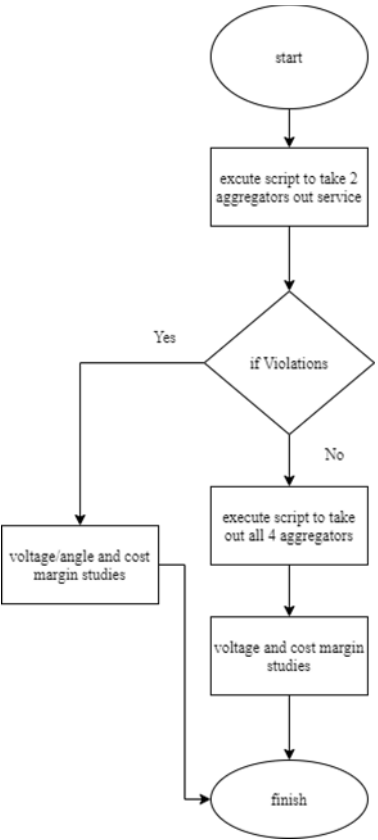 start
excute script to take 2
aggregators out service
Yes
if Violations
No
execute script to take
out all 4 aggregators
voltage/angle and cost
margin studies
voltage and cost margin
studies
finish